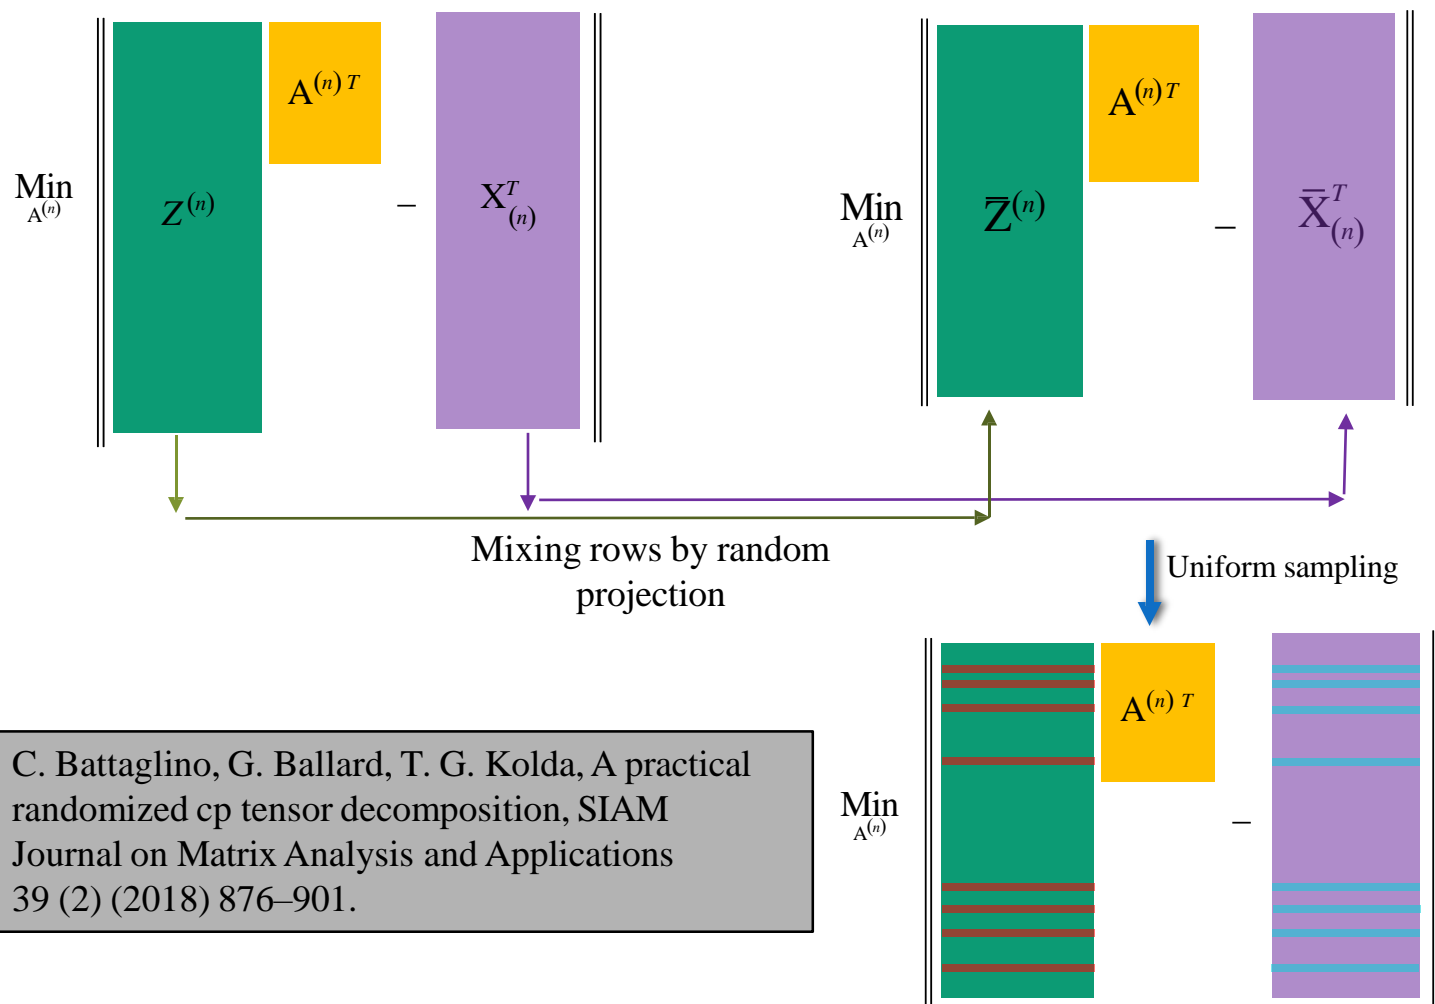 Min A⁽ⁿ⁾ ‖ Z⁽ⁿ⁾ A⁽ⁿ⁾ᵀ – X₍ₙ₎ᵀ ‖
Min A⁽ⁿ⁾ ‖ Z̄⁽ⁿ⁾ A⁽ⁿ⁾ᵀ – X̄₍ₙ₎ᵀ ‖
Mixing rows by random
projection
Uniform sampling
Min A⁽ⁿ⁾ ‖ A⁽ⁿ⁾ᵀ – |
C. Battaglino, G. Ballard, T. G. Kolda, A practical
randomized cp tensor decomposition, SIAM
Journal on Matrix Analysis and Applications
39 (2) (2018) 876–901.